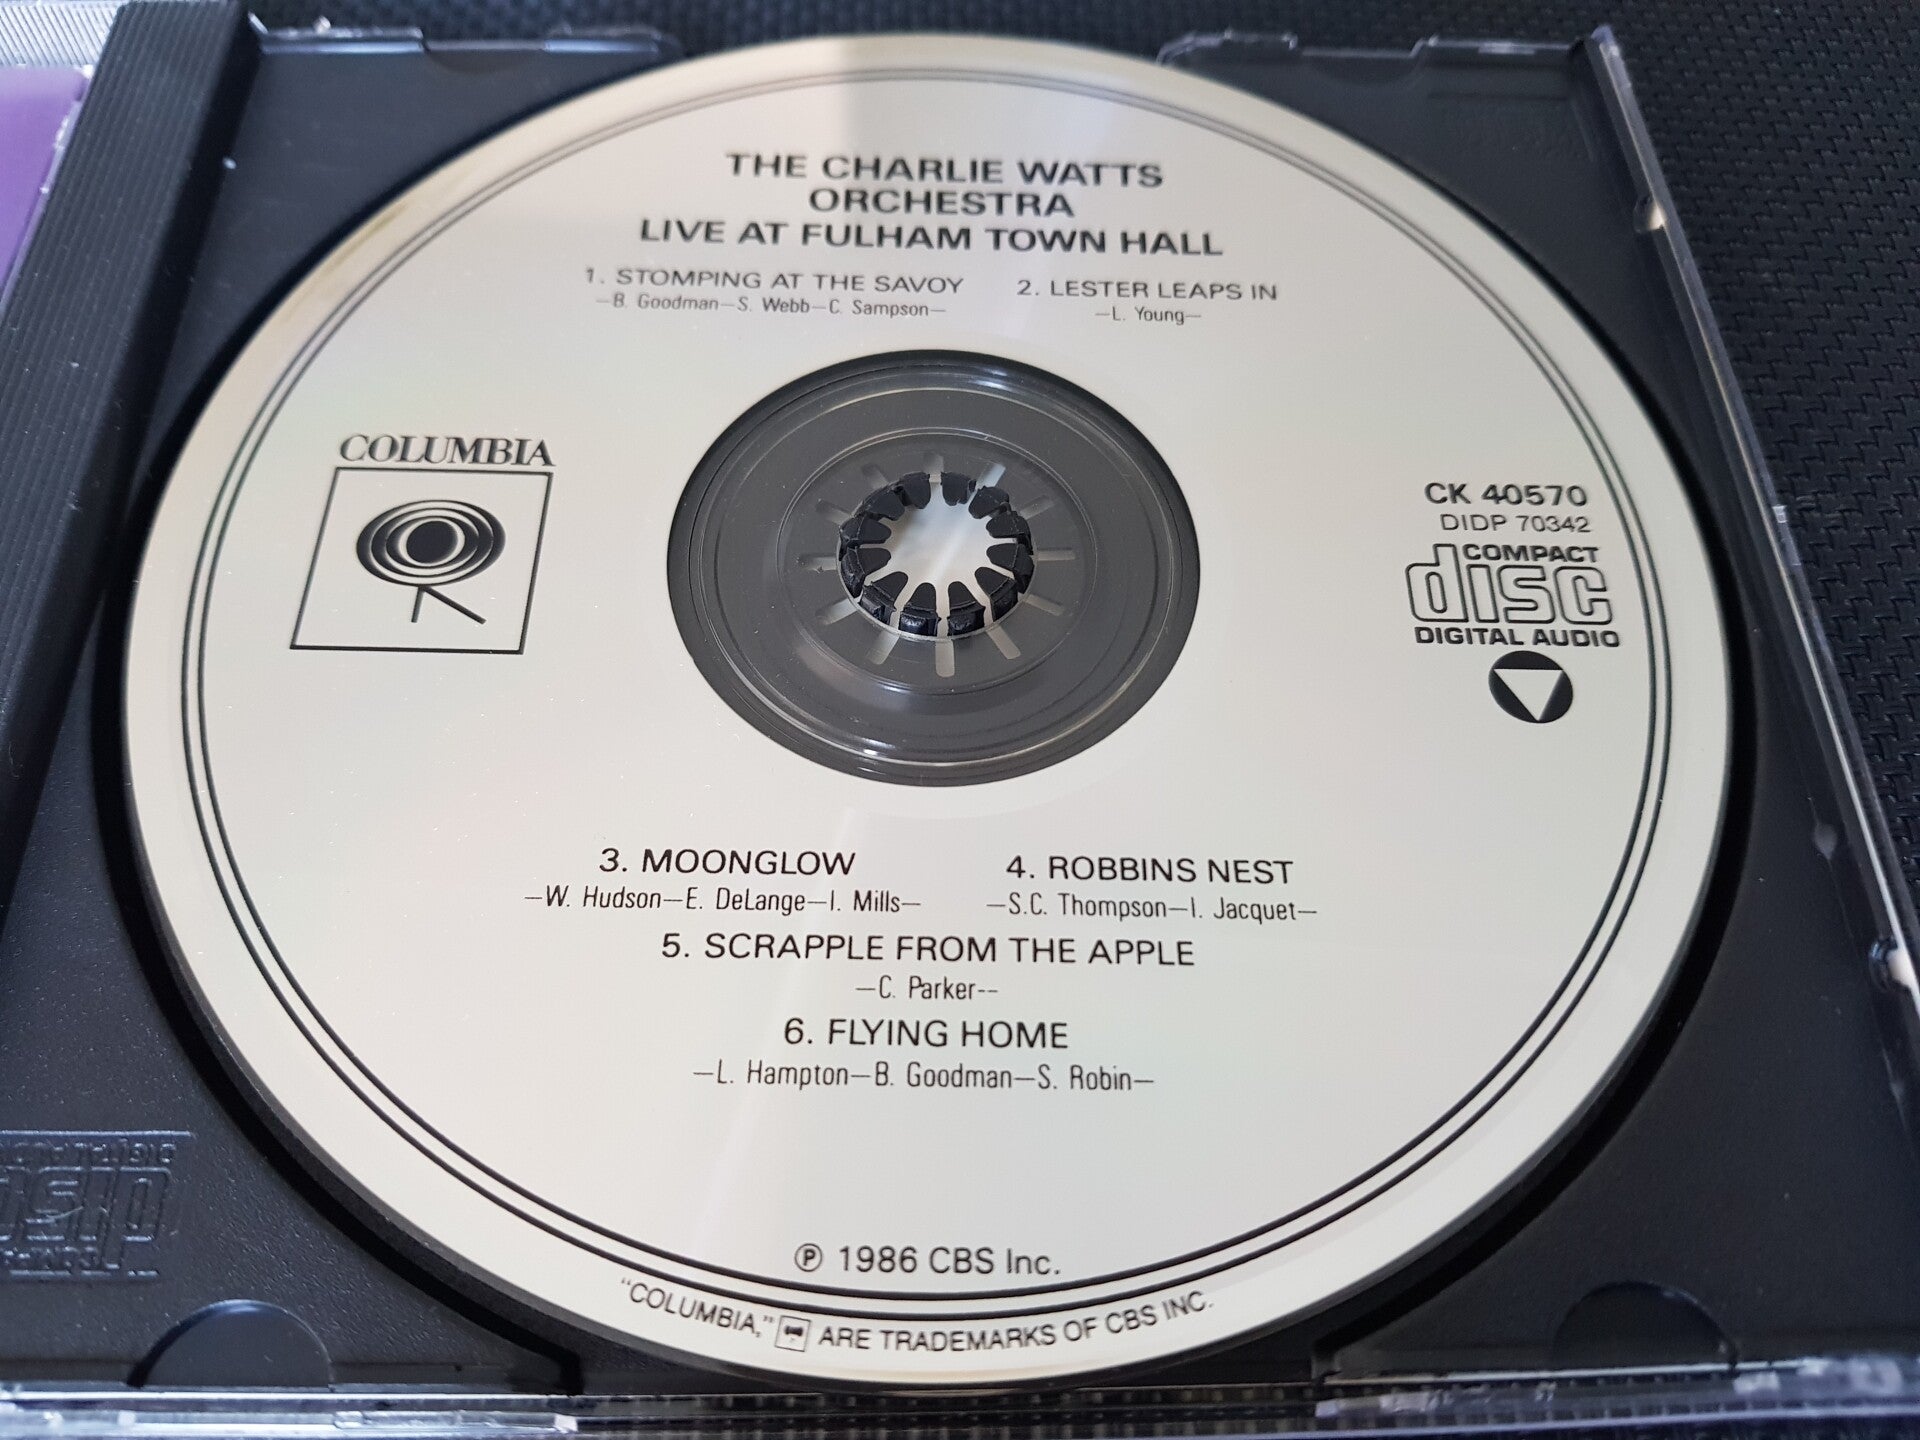 THE CHARLIE WATTS
ORCHESTRA
LIVE AT FULHAM TOWN HALL
1. STOMPING AT THE SAVOY
—B. Goodman—S. Webb—C. Sampson—
2. LESTER LEAPS IN
—L. Young—
COLUMBIA
CK 40570
DIDP 70342
COMPACT
disc
DIGITAL AUDIO
3. MOONGLOW
—W. Hudson—E. DeLange—I. Mills—
4. ROBBINS NEST
—S.C. Thompson—I. Jacquet—
5. SCRAPPLE FROM THE APPLE
—C. Parker--
6. FLYING HOME
—L. Hampton—B. Goodman—S. Robin—
℗ 1986 CBS Inc.
"COLUMBIA," ARE TRADEMARKS OF CBS INC.